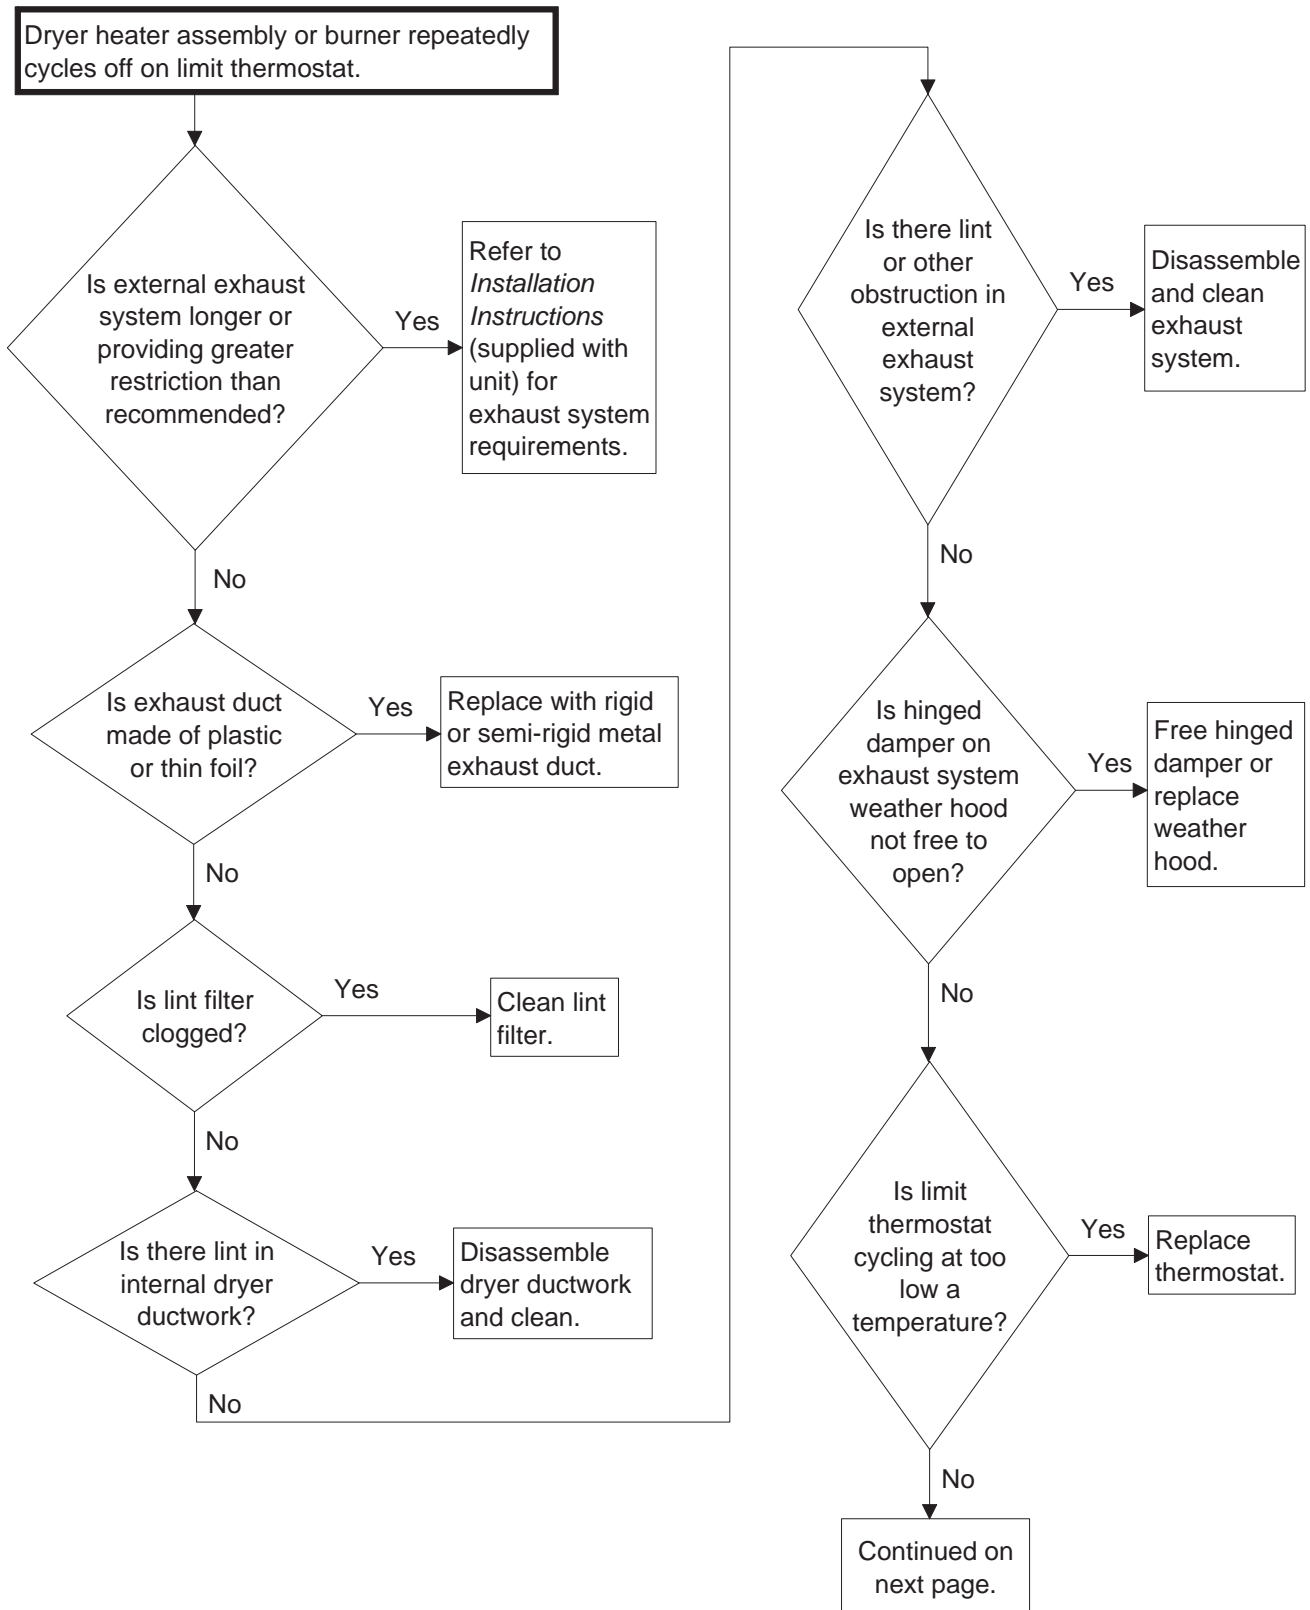 Dryer heater assembly or burner repeatedly
cycles off on limit thermostat.
Is external exhaust
system longer or
providing greater
restriction than
recommended?
Yes
Refer to
Installation
Instructions
(supplied with
unit) for
exhaust system
requirements.
No
Is exhaust duct
made of plastic
or thin foil?
Yes
Replace with rigid
or semi-rigid metal
exhaust duct.
No
Is lint filter
clogged?
Yes
Clean lint
filter.
No
Is there lint in
internal dryer
ductwork?
Yes
Disassemble
dryer ductwork
and clean.
No
Is there lint
or other
obstruction in
external
exhaust
system?
Yes
Disassemble
and clean
exhaust
system.
No
Is hinged
damper on
exhaust system
weather hood
not free to
open?
Yes
Free hinged
damper or
replace
weather
hood.
No
Is limit
thermostat
cycling at too
low a
temperature?
Yes
Replace
thermostat.
No
Continued on
next page.